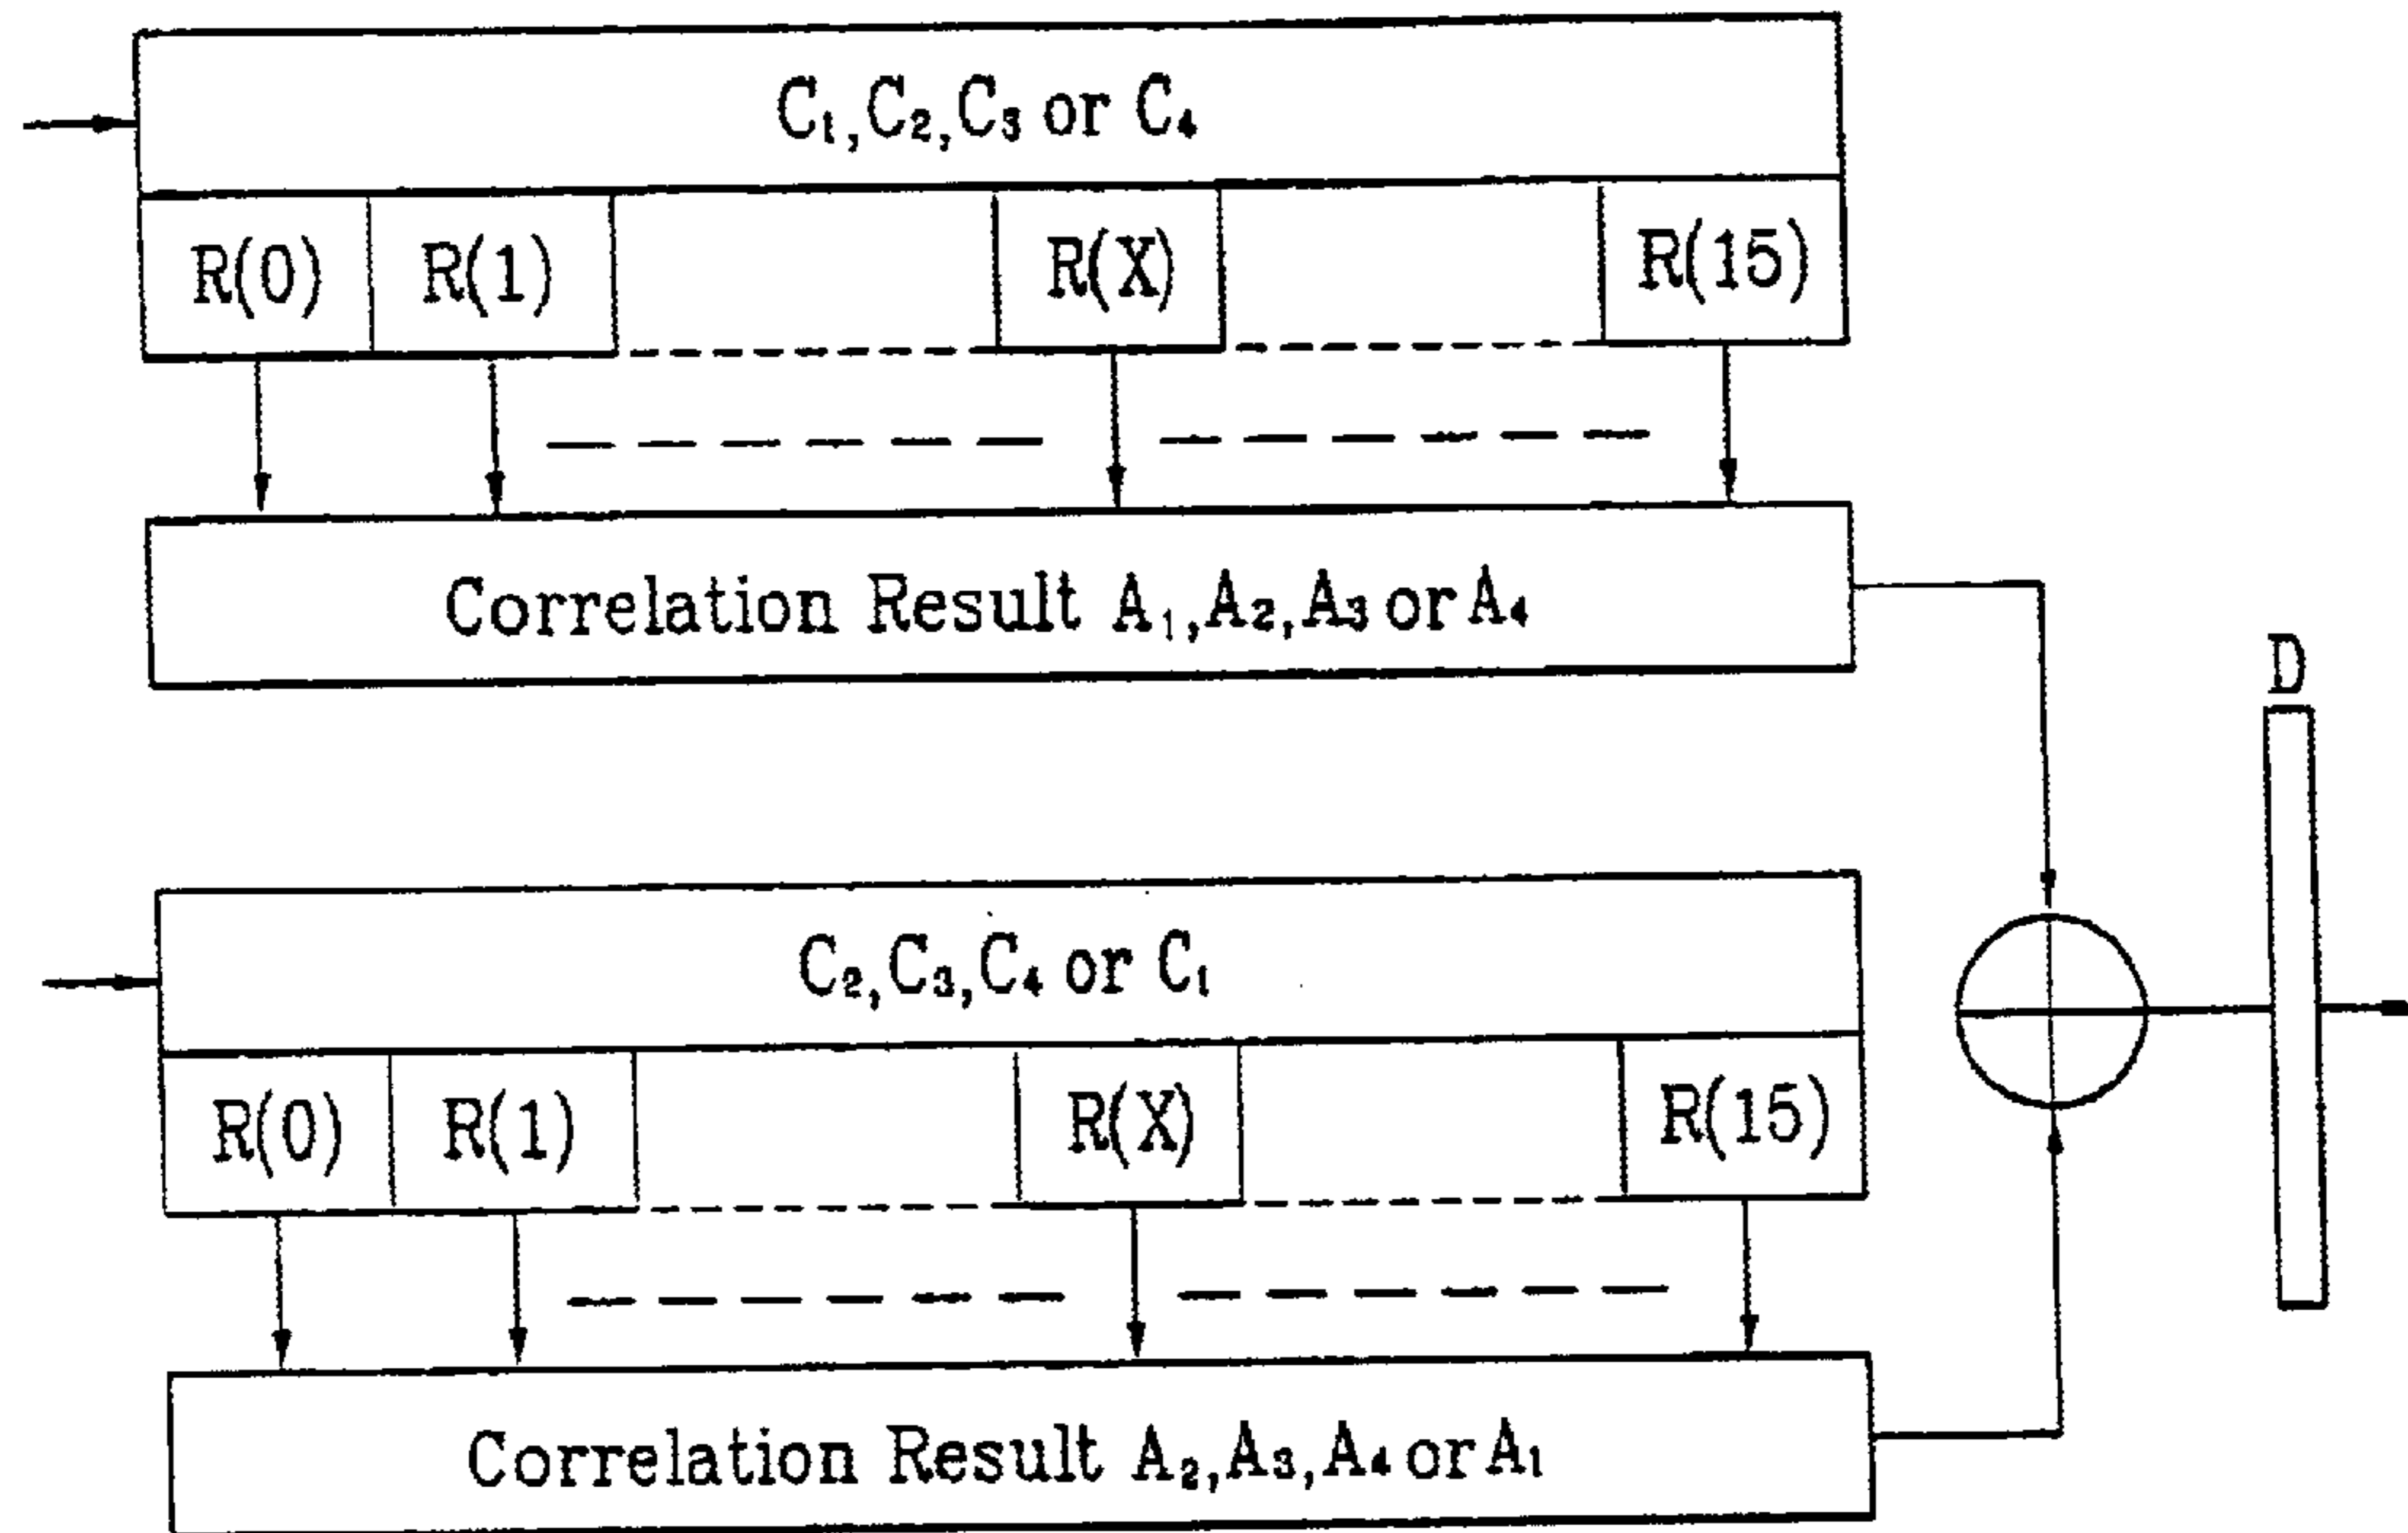 C₁,C₂,C₃ or C₄
R(0) R(1) R(X) R(15)
Correlation Result A₁,A₂,A₃ or A₄
D
C₂,C₃,C₄ or C₁
R(0) R(1) R(X) R(15)
Correlation Result A₂,A₃,A₄ or A₁